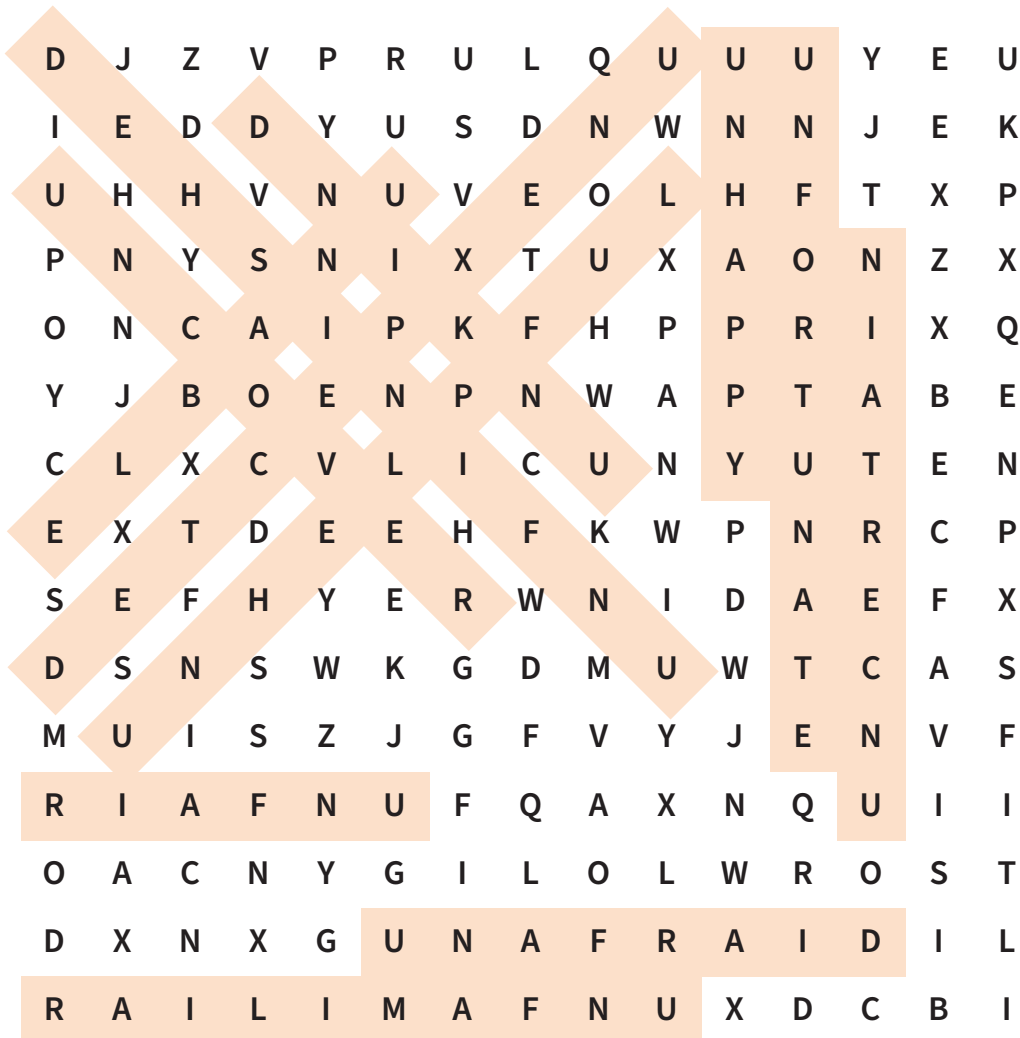 D J Z V P R U L Q U U U Y E U
I E D D Y U S D N W N N J E K
U H H V N U V E O L H F T X P
P N Y S N I X T U X A O N Z X
O N C A I P K F H P P R I X Q
Y J B O E N P N W A P T A B E
C L X C V L I C U N Y U T E N
E X T D E E H F K W P N R C P
S E F H Y E R W N I D A E F X
D S N S W K G D M U W T C A S
M U I S Z J G F V Y J E N V F
R I A F N U F Q A X N Q U I I
O A C N Y G I L O L W R O S T
D X N X G U N A F R A I D I L
R A I L I M A F N U X D C B I